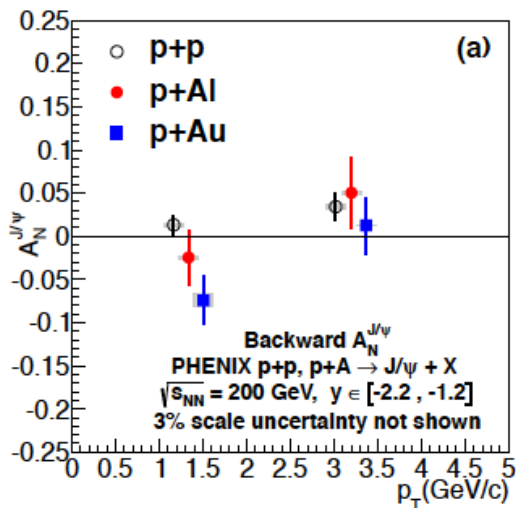 0.25
0.2
0.15
0.1
0.05
0
-0.05
-0.1
-0.15
-0.2
-0.25
A_N^{J/ψ}
p+p
p+Al
p+Au
(a)
Backward A_N^{J/ψ}
PHENIX p+p, p+A → J/ψ + X
√s_{NN} = 200 GeV, y ∈ [-2.2 , -1.2]
3% scale uncertainty not shown
0 0.5 1 1.5 2 2.5 3 3.5 4 4.5 5
p_T(GeV/c)